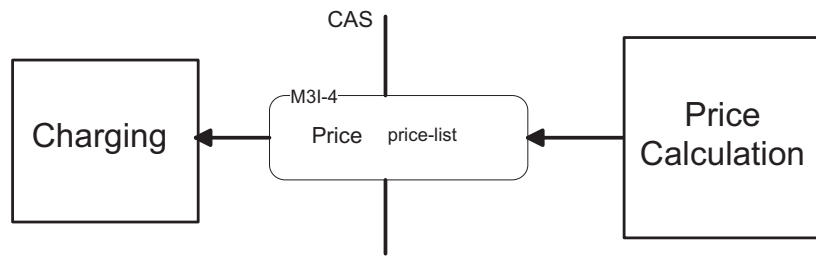 CAS
M3I-4
Charging
Price price-list
Price
Calculation